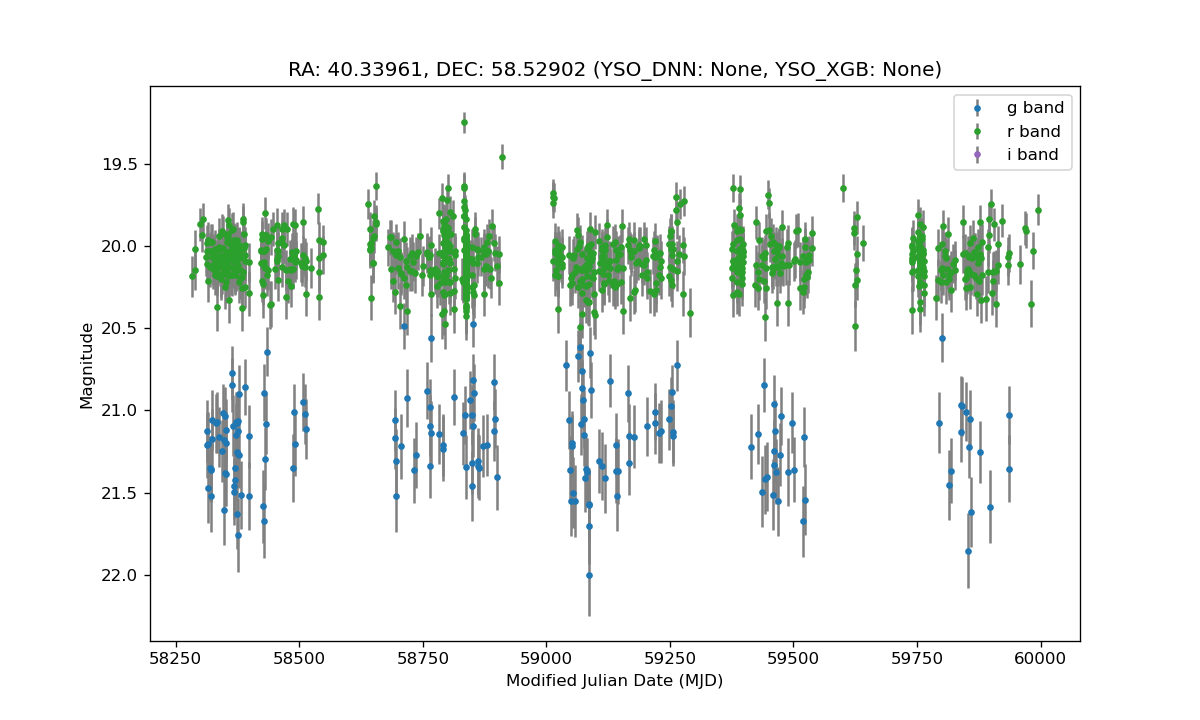 RA: 40.33961, DEC: 58.52902 (YSO_DNN: None, YSO_XGB: None)
g band
r band
i band
19.5
20.0
20.5
21.0
21.5
22.0
Magnitude
58250 58500 58750 59000 59250 59500 59750 60000
Modified Julian Date (MJD)